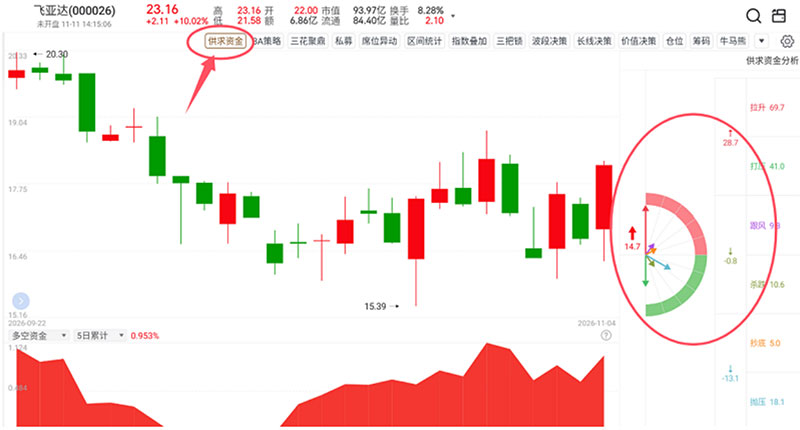 飞亚达(000026)
未开盘 11-11 14:15:06
23.16
+2.11 +10.02%
高 23.16 开 22.00 市值 93.97亿 换手 8.28%
低 21.58 额 6.86亿 流通 84.40亿 量比 2.10
供求资金 BA策略 三花聚鼎 私募 席位异动 区间统计 指数叠加 三把锁 波段决策 长线决策 价值决策 仓位 筹码 牛马熊
供求资金分析
20.33
20.30
19.04
17.75
16.46
15.16
15.39
2026-09-22
2026-11-04
多空资金 5日累计 0.953%
1.124
拉升 69.7
28.7
打压 41.0
跟风 9.8
14.7
-0.8
杀跌 10.6
抄底 5.0
-13.1
抛压 18.1